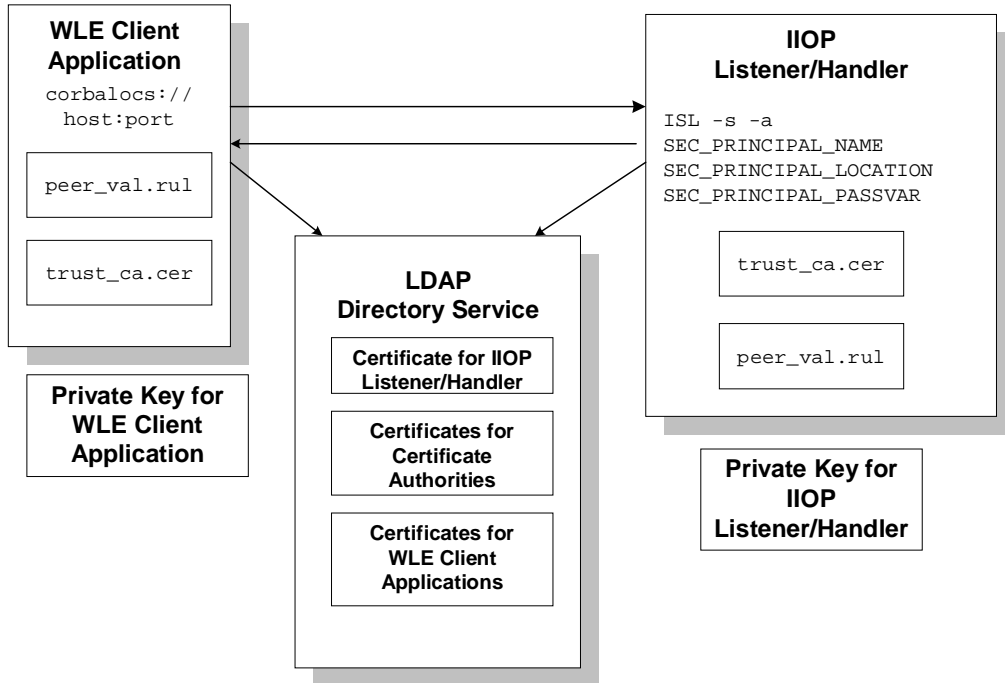 WLE Client
Application
corbalocs://
host:port
peer_val.rul
trust_ca.cer
Private Key for
WLE Client
Application
IIOP
Listener/Handler
ISL -s -a
SEC_PRINCIPAL_NAME
SEC_PRINCIPAL_LOCATION
SEC_PRINCIPAL_PASSVAR
trust_ca.cer
peer_val.rul
Private Key for
IIOP
Listener/Handler
LDAP
Directory Service
Certificate for IIOP
Listener/Handler
Certificates for
Certificate
Authorities
Certificates for
WLE Client
Applications